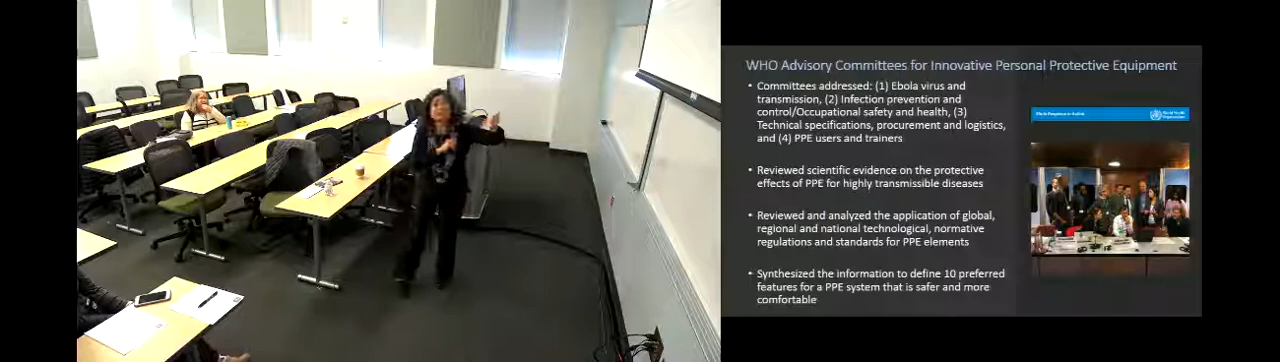 WHO Advisory Committees for Innovative Personal Protective Equipment
• Committees addressed: (1) Ebola virus and
transmission, (2) Infection prevention and
control/Occupational safety and health, (3)
Technical specifications, procurement and logistics,
and (4) PPE users and trainers
• Reviewed scientific evidence on the protective
effects of PPE for highly transmissible diseases
• Reviewed and analyzed the application of global,
regional and national technological, normative
regulations and standards for PPE elements
• Synthesized the information to define 10 preferred
features for a PPE system that is safer and more
comfortable
World Health
Organization